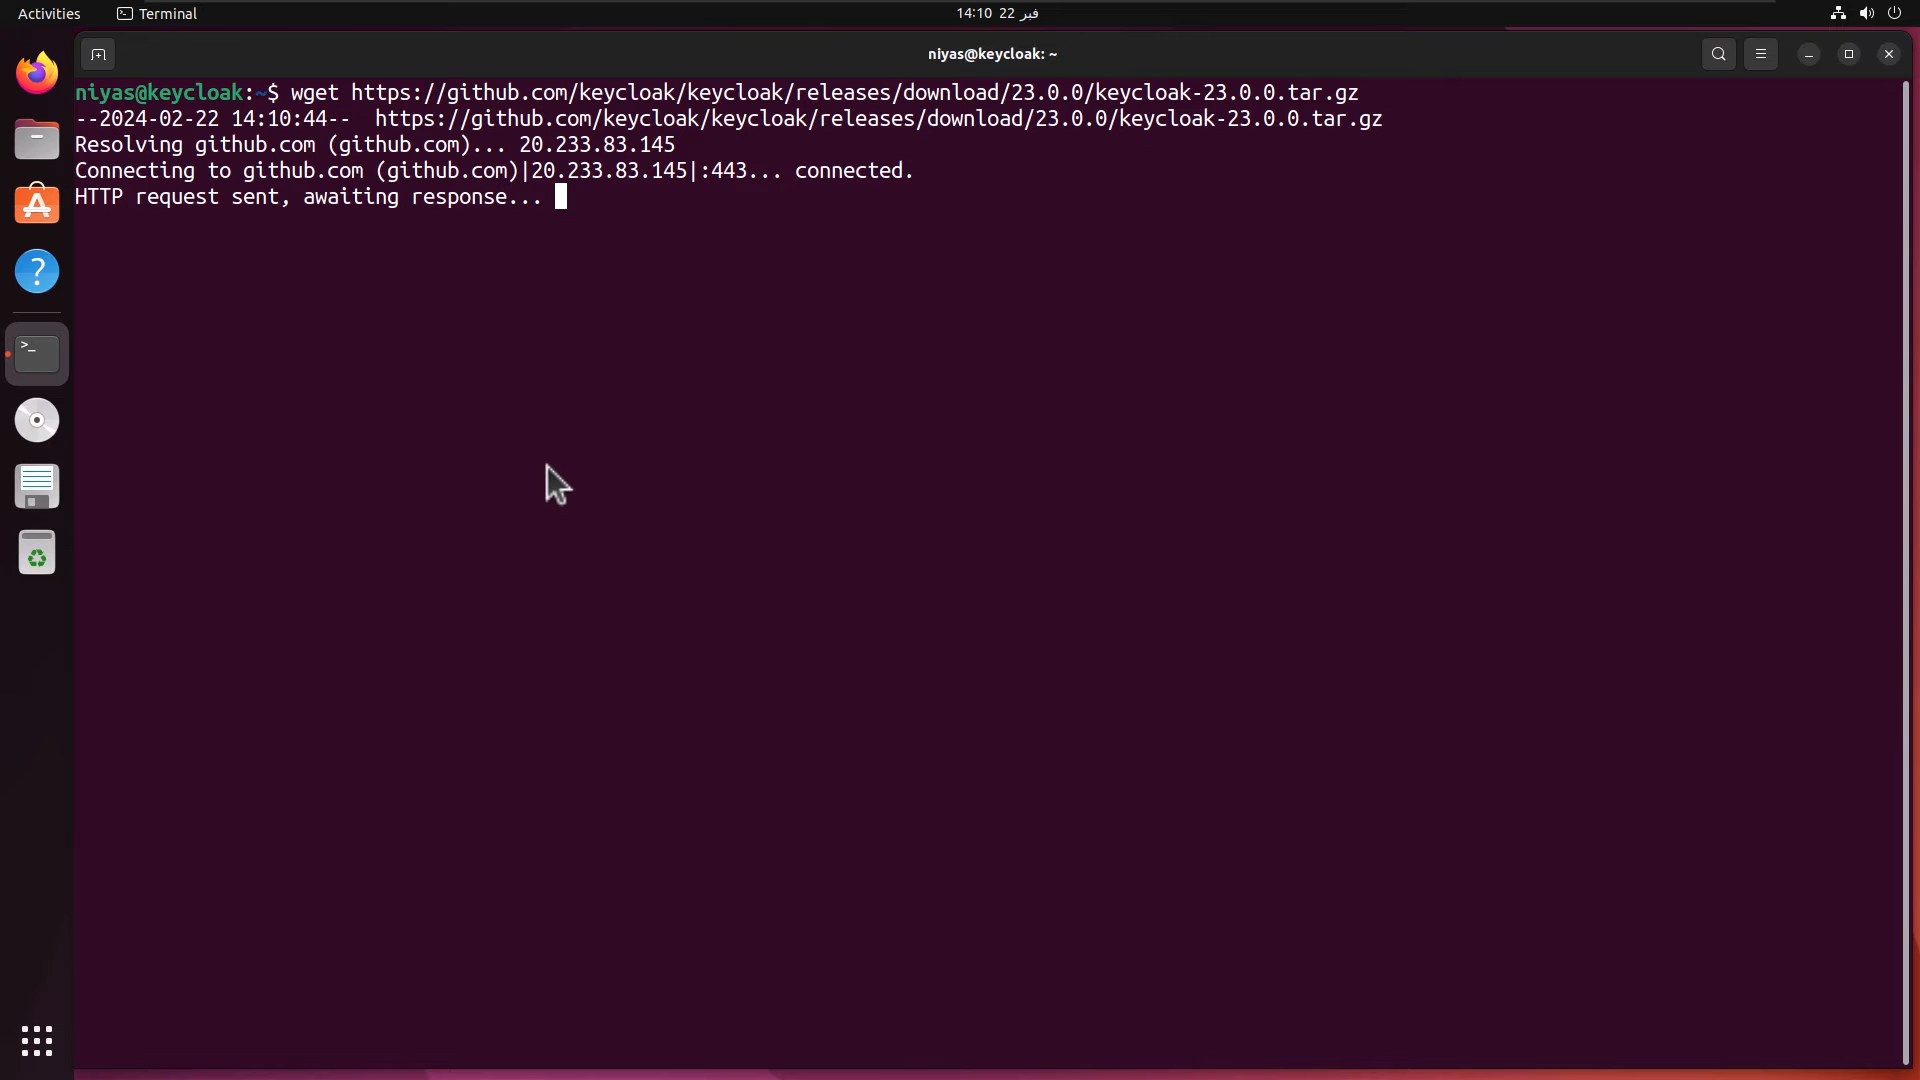 Activities Terminal 14:10 22 فبر
niyas@keycloak: ~
niyas@keycloak:~$ wget https://github.com/keycloak/keycloak/releases/download/23.0.0/keycloak-23.0.0.tar.gz
--2024-02-22 14:10:44--  https://github.com/keycloak/keycloak/releases/download/23.0.0/keycloak-23.0.0.tar.gz
Resolving github.com (github.com)... 20.233.83.145
Connecting to github.com (github.com)|20.233.83.145|:443... connected.
HTTP request sent, awaiting response...